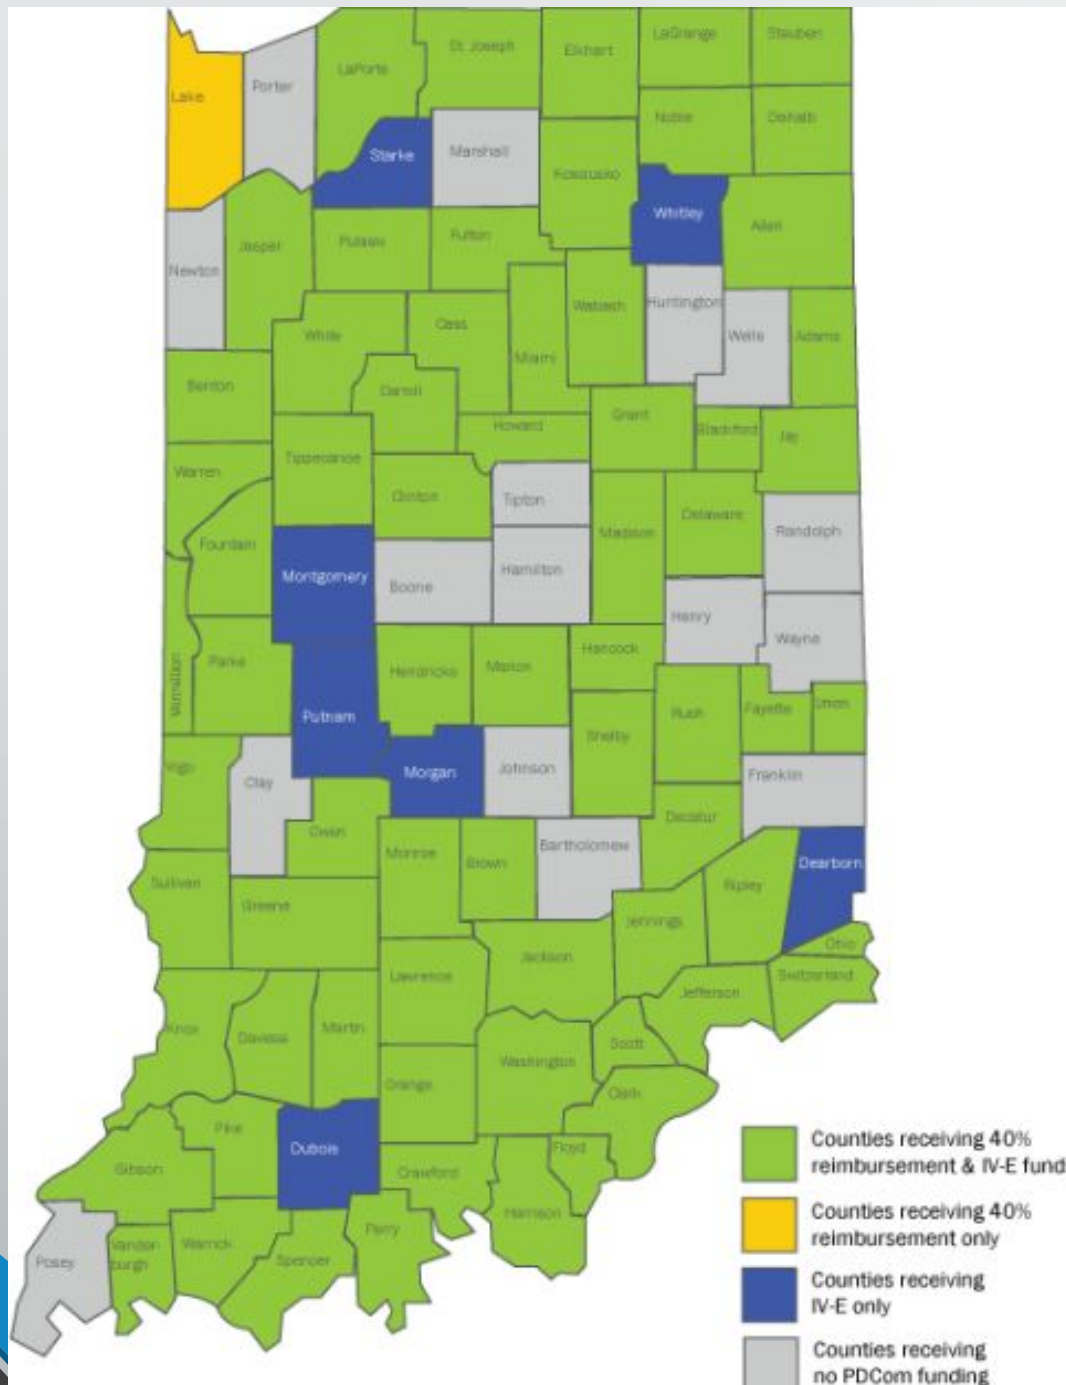 LaPorte
St. Joseph
Elkhart
LaGrange
Steuben
Lake
Porter
Noble
Dekalb
Starke
Marshall
Kosciusko
Whitley
Allen
Newton
Jasper
Pulaski
Fulton
Wabash
Huntington
Wells
Adams
White
Cass
Miami
Benton
Carroll
Howard
Grant
Blackford
Jay
Warren
Tippecanoe
Clinton
Tipton
Madison
Delaware
Randolph
Fountain
Montgomery
Boone
Hamilton
Henry
Wayne
Vermillion
Parke
Putnam
Hendricks
Marion
Hancock
Rush
Fayette
Union
Shelby
Vigo
Clay
Morgan
Johnson
Franklin
Owen
Monroe
Brown
Bartholomew
Decatur
Dearborn
Sullivan
Greene
Ripley
Jennings
Ohio
Lawrence
Jackson
Switzerland
Jefferson
Knox
Daviess
Martin
Washington
Scott
Orange
Clark
Gibson
Pike
Dubois
Crawford
Floyd
Harrison
Posey
Vander
burgh
Warrick
Spencer
Perry
Counties receiving 40%
reimbursement & IV-E fund
Counties receiving 40%
reimbursement only
Counties receiving
IV-E only
Counties receiving
no PDCom funding